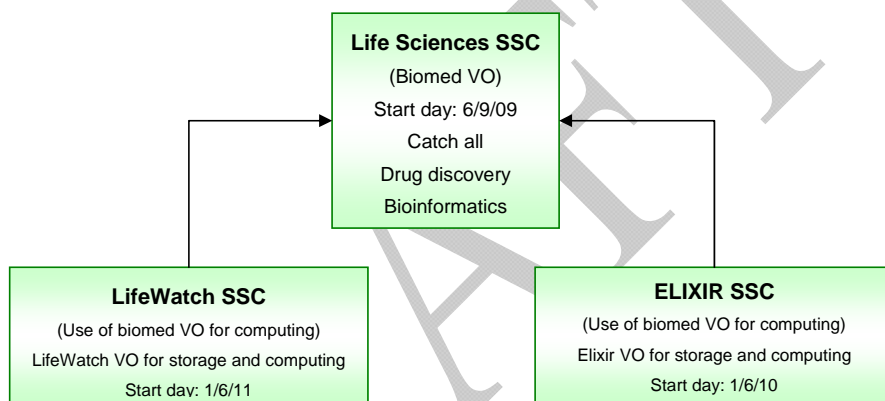 Life Sciences SSC
(Biomed VO)
Start day: 6/9/09
Catch all
Drug discovery
Bioinformatics
LifeWatch SSC
(Use of biomed VO for computing)
LifeWatch VO for storage and computing
Start day: 1/6/11
ELIXIR SSC
(Use of biomed VO for computing)
Elixir VO for storage and computing
Start day: 1/6/10